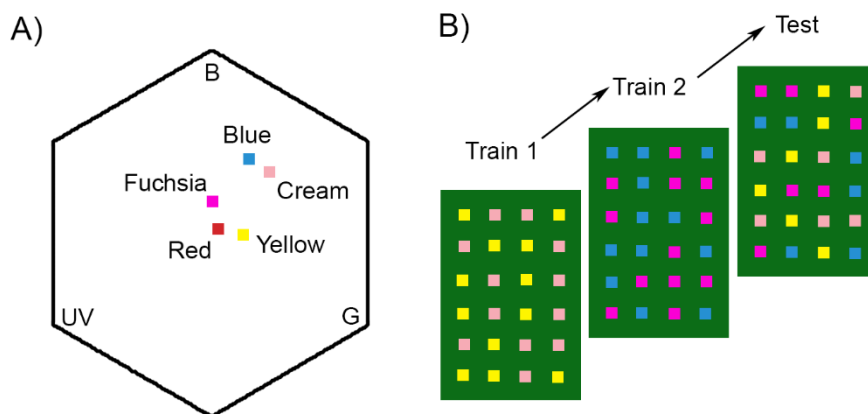 A)
B
Blue
Cream
Fuchsia
Red
Yellow
UV
G
B)
Train 1
Train 2
Test